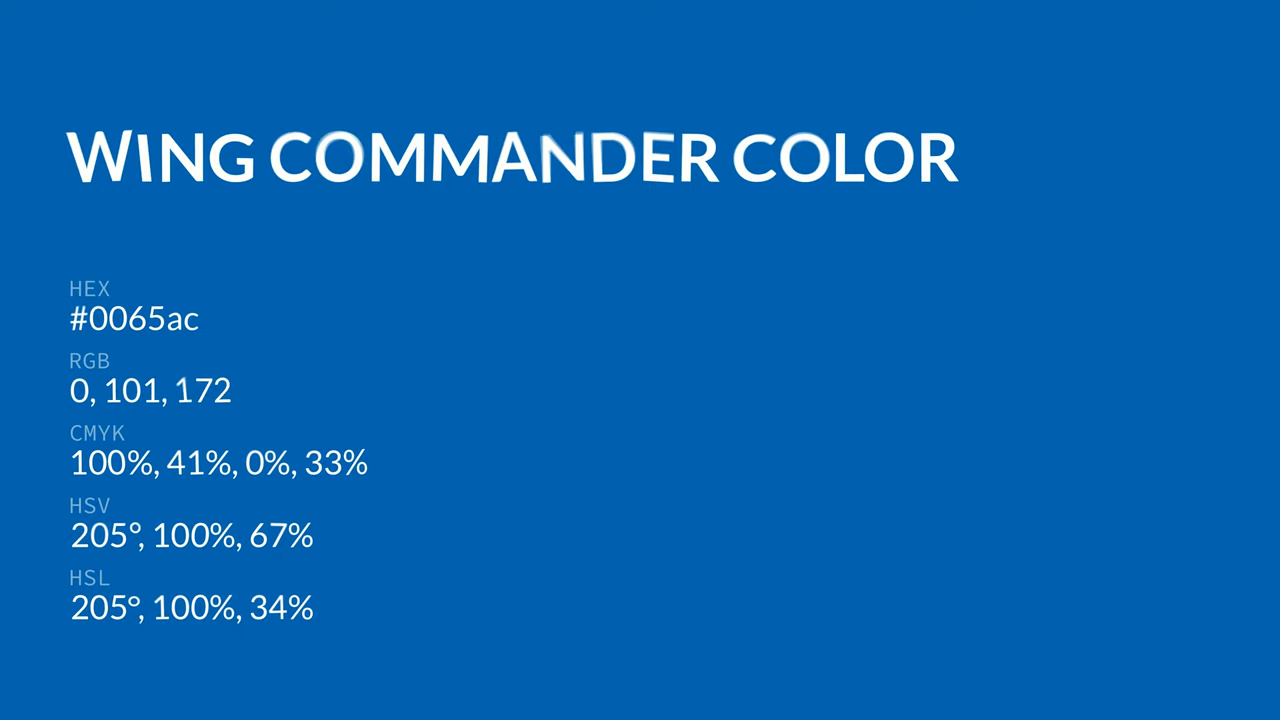 WING COMMANDER COLOR
HEX
#0065ac
RGB
0, 101, 172
CMYK
100%, 41%, 0%, 33%
HSV
205°, 100%, 67%
HSL
205°, 100%, 34%